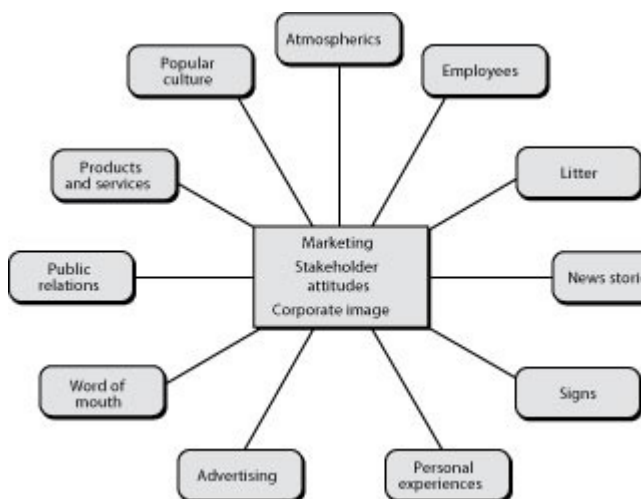 Atmospherics
Popular
culture
Employees
Products
and services
Litter
Marketing
Stakeholder
attitudes
Corporate image
Public
relations
News stori
Word of
mouth
Signs
Advertising
Personal
experiences